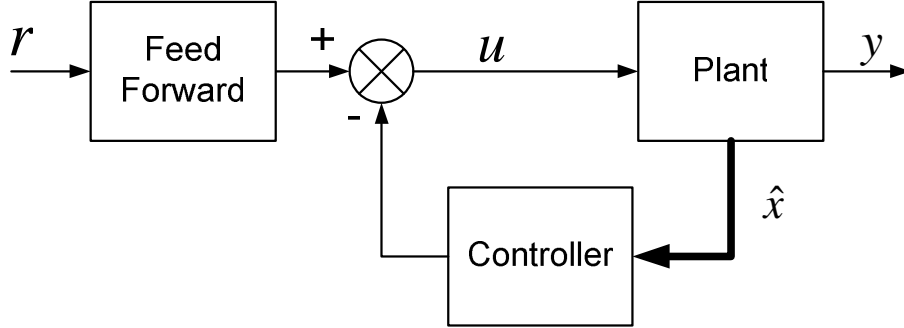 r
Feed
Forward
+
-
u
Plant
y
x̂
Controller